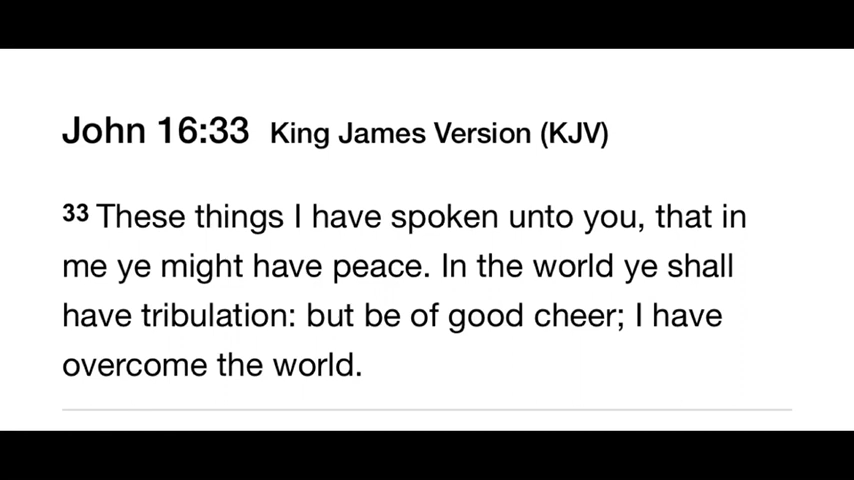 John 16:33 King James Version (KJV)
33 These things I have spoken unto you, that in
me ye might have peace. In the world ye shall
have tribulation: but be of good cheer; I have
overcome the world.